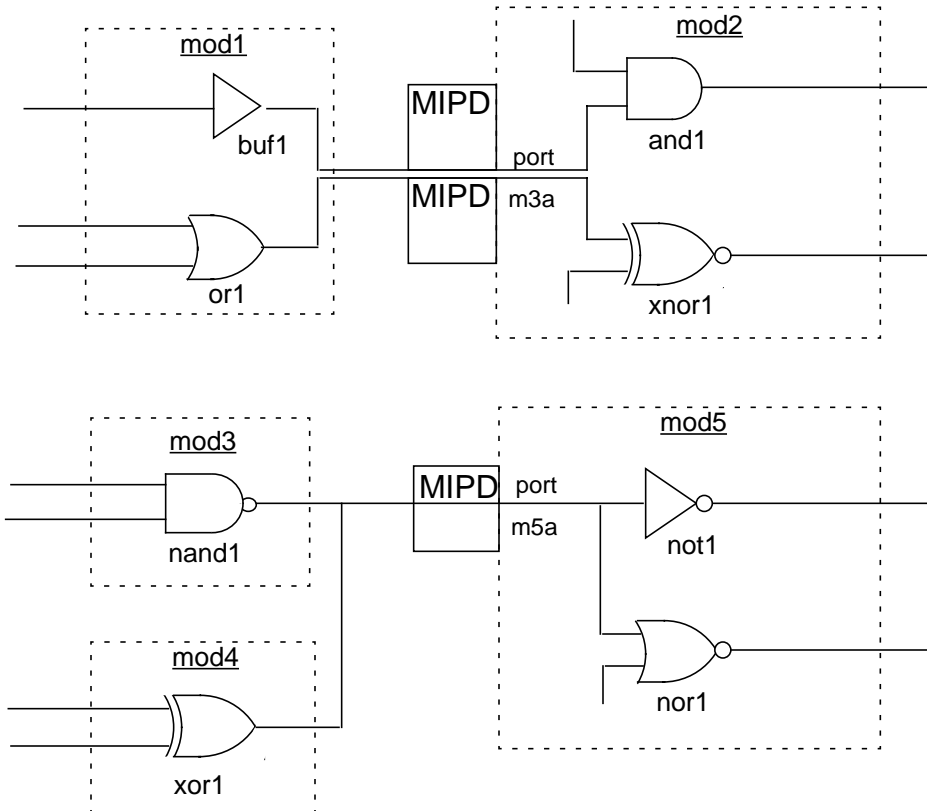 mod1
buf1
or1
MIPD
MIPD
port
m3a
mod2
and1
xnor1
mod3
nand1
mod4
xor1
MIPD
port
m5a
mod5
not1
nor1